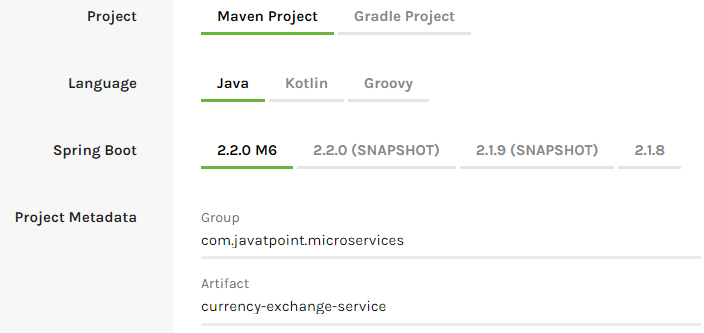 Project Maven Project Gradle Project
Language Java Kotlin Groovy
Spring Boot 2.2.0 M6 2.2.0 (SNAPSHOT) 2.1.9 (SNAPSHOT) 2.1.8
Project Metadata Group
com.javatpoint.microservices
Artifact
currency-exchange-service